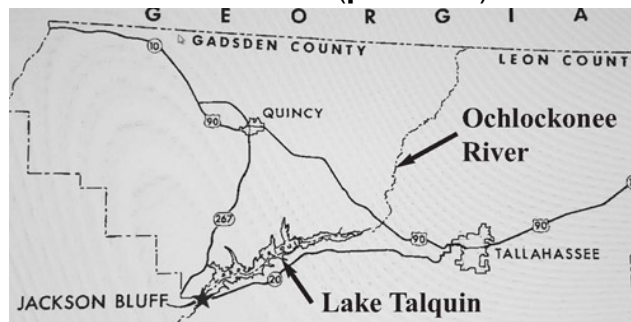 G E O R G I A
10
GADSDEN COUNTY
LEON COUNT
QUINCY
90
Ochlockonee
River
267
90
90
TALLAHASSEE
20
JACKSON BLUFF
Lake Talquin